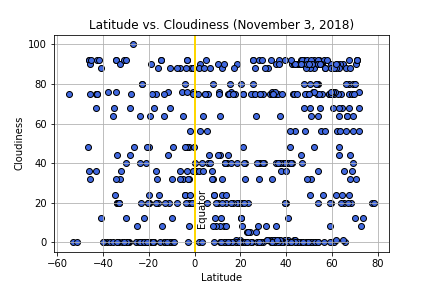 Latitude vs. Cloudiness (November 3, 2018)
100
80
60
40
20
0
Cloudiness
Equator
−60 −40 −20 0 20 40 60 80
Latitude